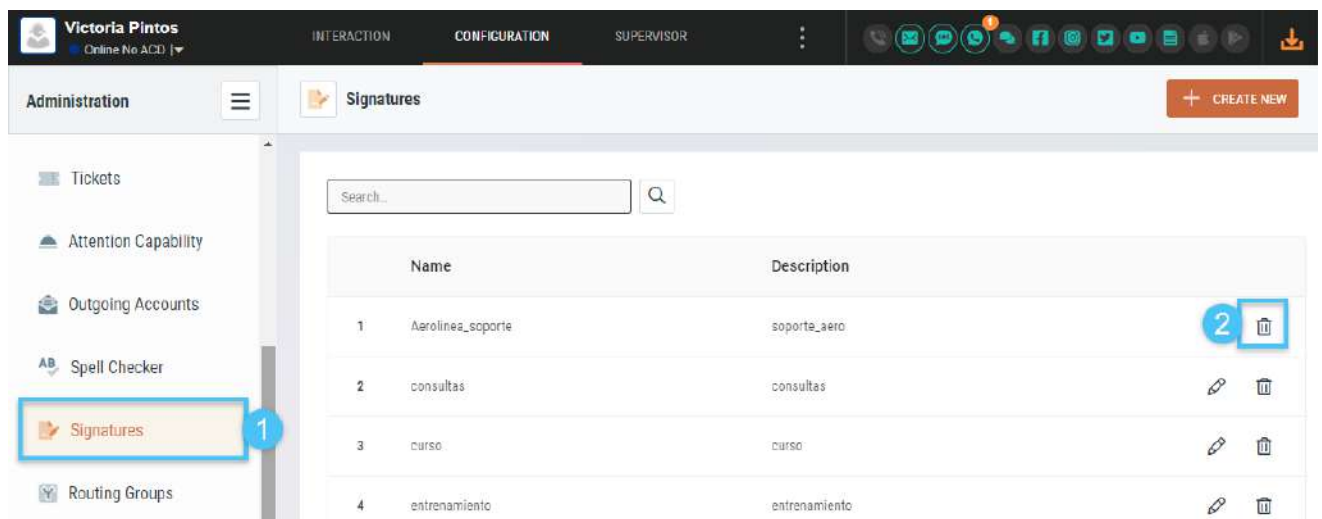 Victoria Pintos
Online No ACD
INTERACTION
CONFIGURATION
SUPERVISOR
1
Administration
Signatures
+ CREATE NEW
Tickets
Attention Capability
Outgoing Accounts
AB Spell Checker
Signatures
1
Routing Groups
Search...
Name
Description
1 Aerolinea_soporte soporte_aero
2
2 consultas consultas
3 curso curso
4 entrenamiento entrenamiento